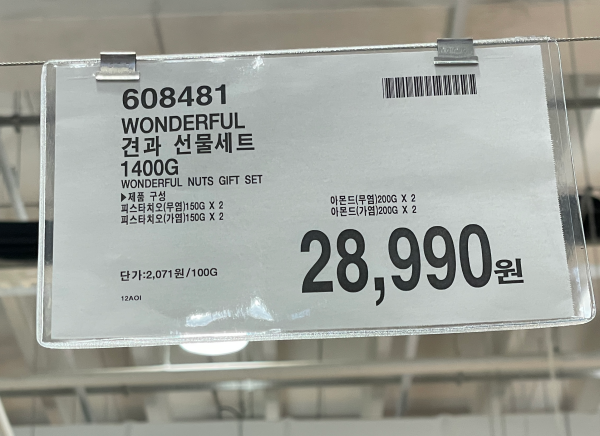 608481
WONDERFUL
견과 선물세트
1400G
WONDERFUL NUTS GIFT SET
▶제품 구성
피스타치오(무염)150G X 2
피스타치오(가염)150G X 2
아몬드(무염)200G X 2
아몬드(가염)200G X 2
28,990원
단가:2,071원/100G
12AOI